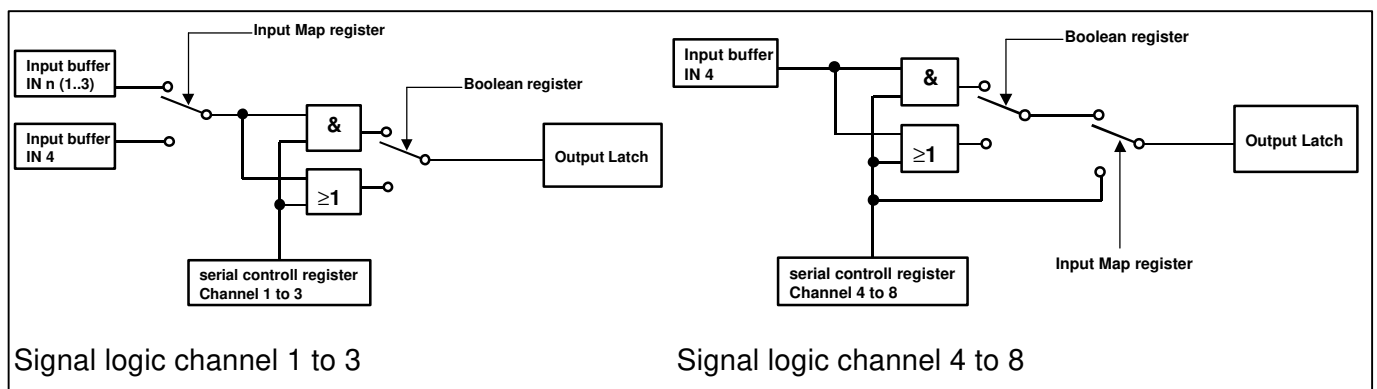 Input Map register
Input buffer
IN n (1..3)
Boolean register
&
Input buffer
IN 4
Output Latch
≥1
serial controll register
Channel 1 to 3
Signal logic channel 1 to 3
Input buffer
IN 4
Boolean register
&
Output Latch
≥1
Input Map register
serial controll register
Channel 4 to 8
Signal logic channel 4 to 8